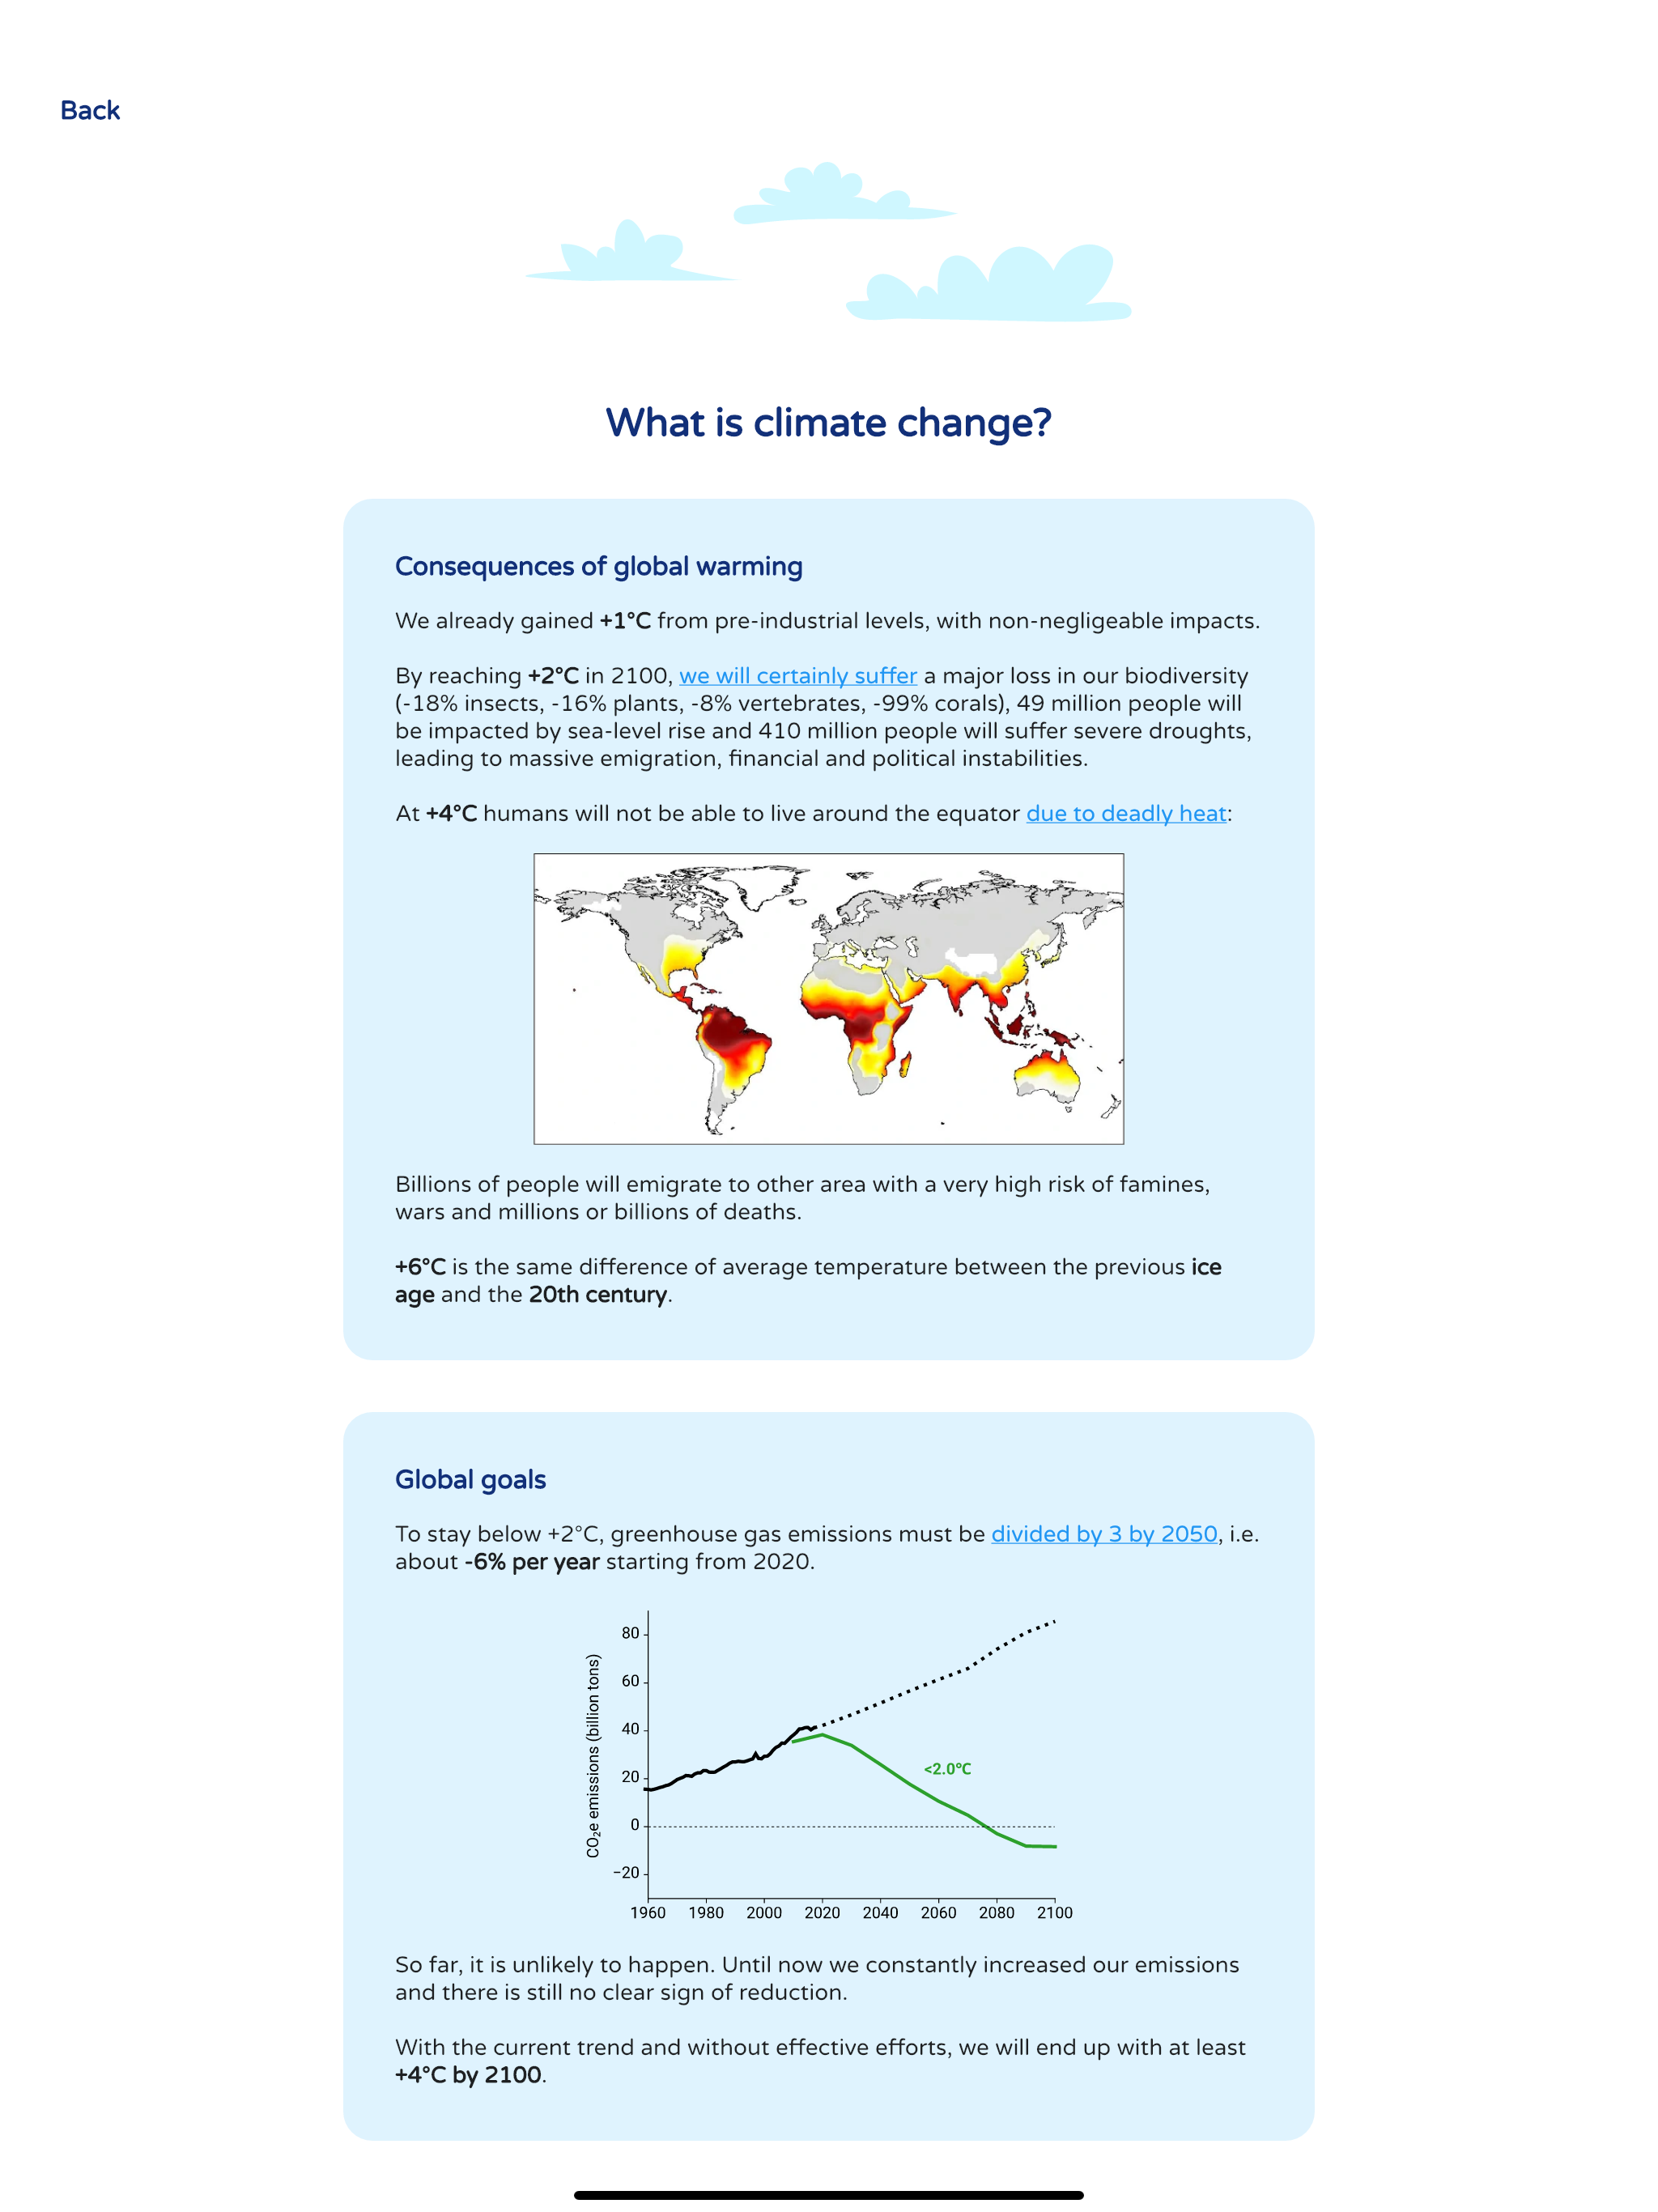 Back
What is climate change?
Consequences of global warming
We already gained +1°C from pre-industrial levels, with non-negligeable impacts.
By reaching +2°C in 2100, we will certainly suffer a major loss in our biodiversity
(-18% insects, -16% plants, -8% vertebrates, -99% corals), 49 million people will
be impacted by sea-level rise and 410 million people will suffer severe droughts,
leading to massive emigration, financial and political instabilities.
At +4°C humans will not be able to live around the equator due to deadly heat:
Billions of people will emigrate to other area with a very high risk of famines,
wars and millions or billions of deaths.
+6°C is the same difference of average temperature between the previous ice
age and the 20th century.
Global goals
To stay below +2°C, greenhouse gas emissions must be divided by 3 by 2050, i.e.
about -6% per year starting from 2020.
CO₂e emissions (billion tons)
80
60
40
20
0
−20
<2.0°C
1960 1980 2000 2020 2040 2060 2080 2100
So far, it is unlikely to happen. Until now we constantly increased our emissions
and there is still no clear sign of reduction.
With the current trend and without effective efforts, we will end up with at least
+4°C by 2100.